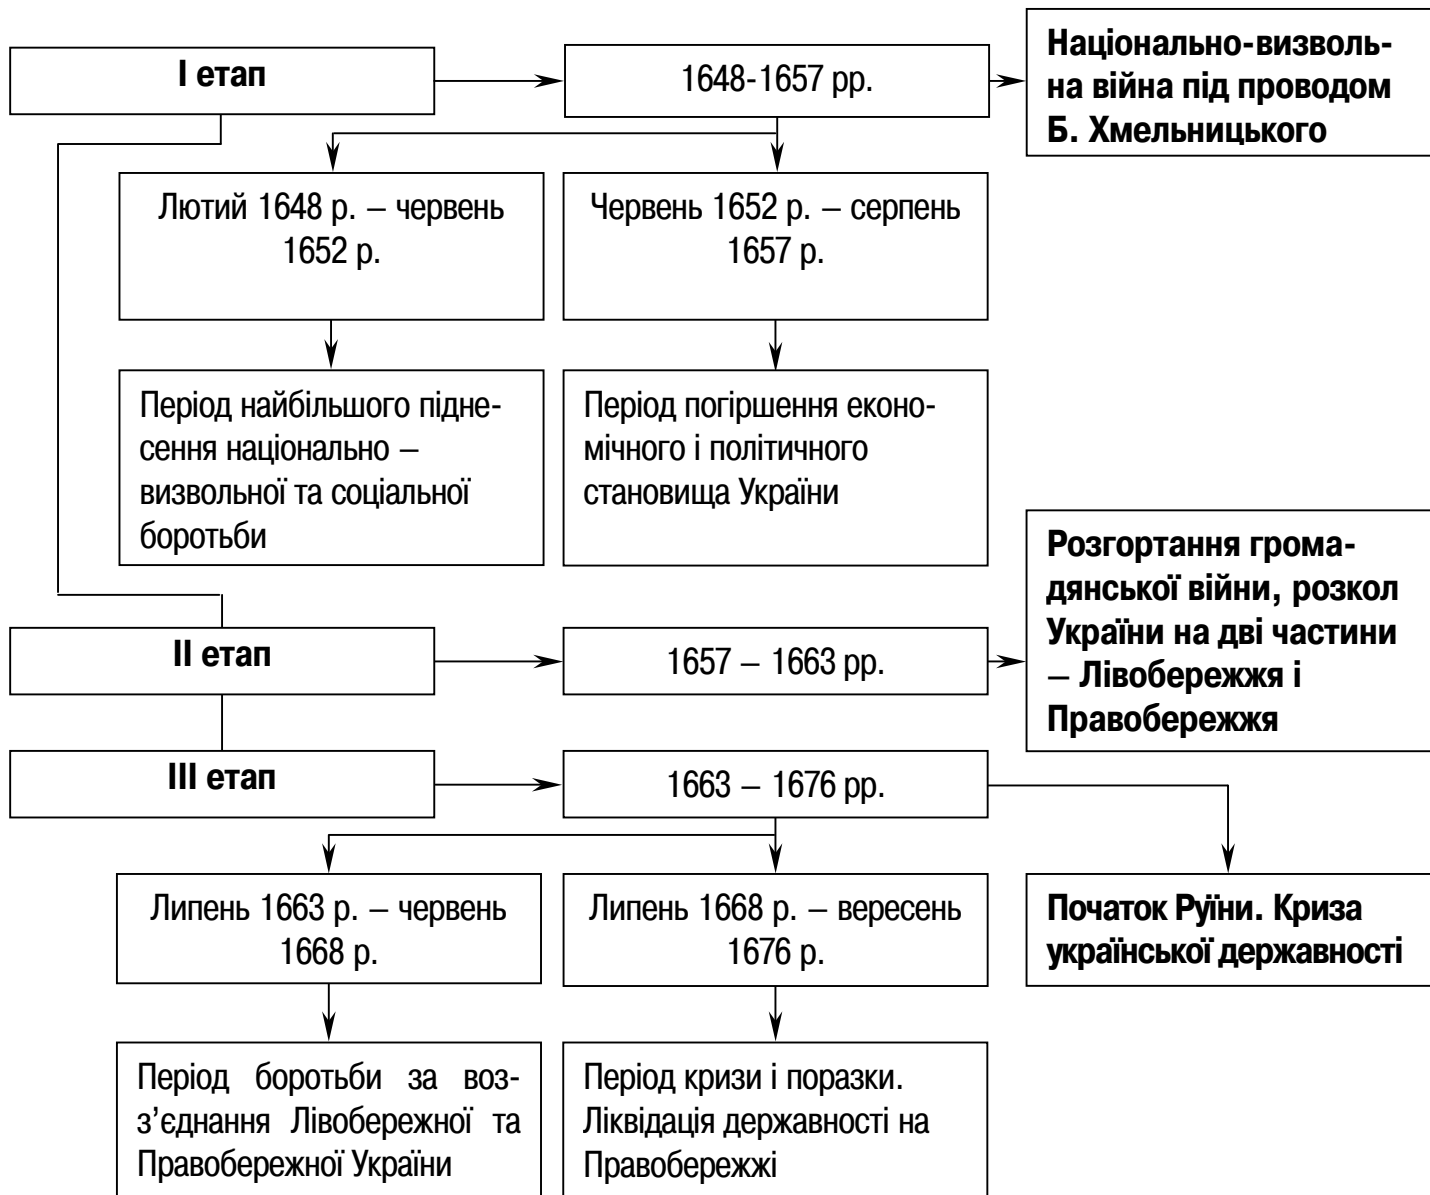 І етап
1648-1657 рр.
Національно-визволь-
на війна під проводом
Б. Хмельницького
Лютий 1648 р. – червень
1652 р.
Червень 1652 р. – серпень
1657 р.
Період найбільшого підне-
сення національно –
визвольної та соціальної
боротьби
Період погіршення еконо-
мічного і політичного
становища України
ІІ етап
1657 – 1663 рр.
Розгортання грома-
дянської війни, розкол
України на дві частини
– Лівобережжя і
Правобережжя
ІІІ етап
1663 – 1676 рр.
Початок Руїни. Криза
української державності
Липень 1663 р. – червень
1668 р.
Липень 1668 р. – вересень
1676 р.
Період боротьби за воз-
з’єднання Лівобережної та
Правобережної України
Період кризи і поразки.
Ліквідація державності на
Правобережжі